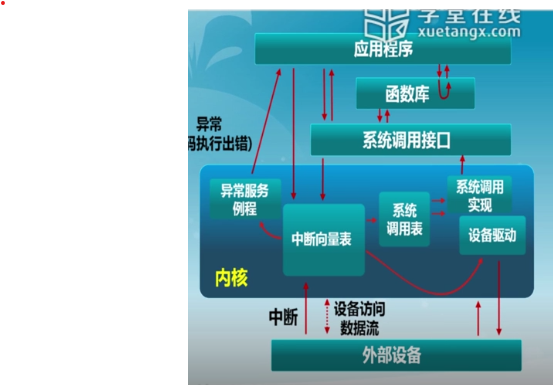 学堂在线
xuetangx.com
应用程序
函数库
异常
码执行出错)
系统调用接口
异常服务
例程
中断向量表
系统
调用表
系统调用
实现
设备驱动
内核
中断
设备访问
数据流
外部设备